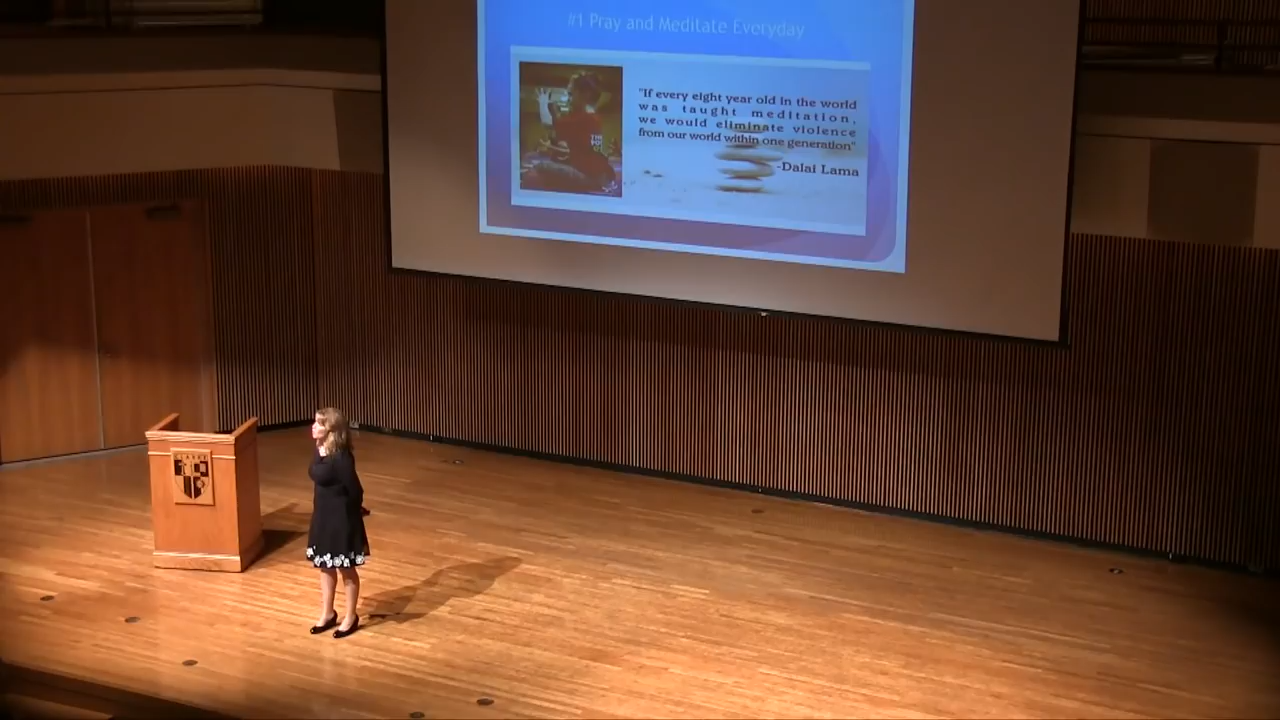 #1 Pray and Meditate Everyday
"If every eight year old in the world
was taught meditation,
we would eliminate violence
from our world within one generation"
-Dalai Lama